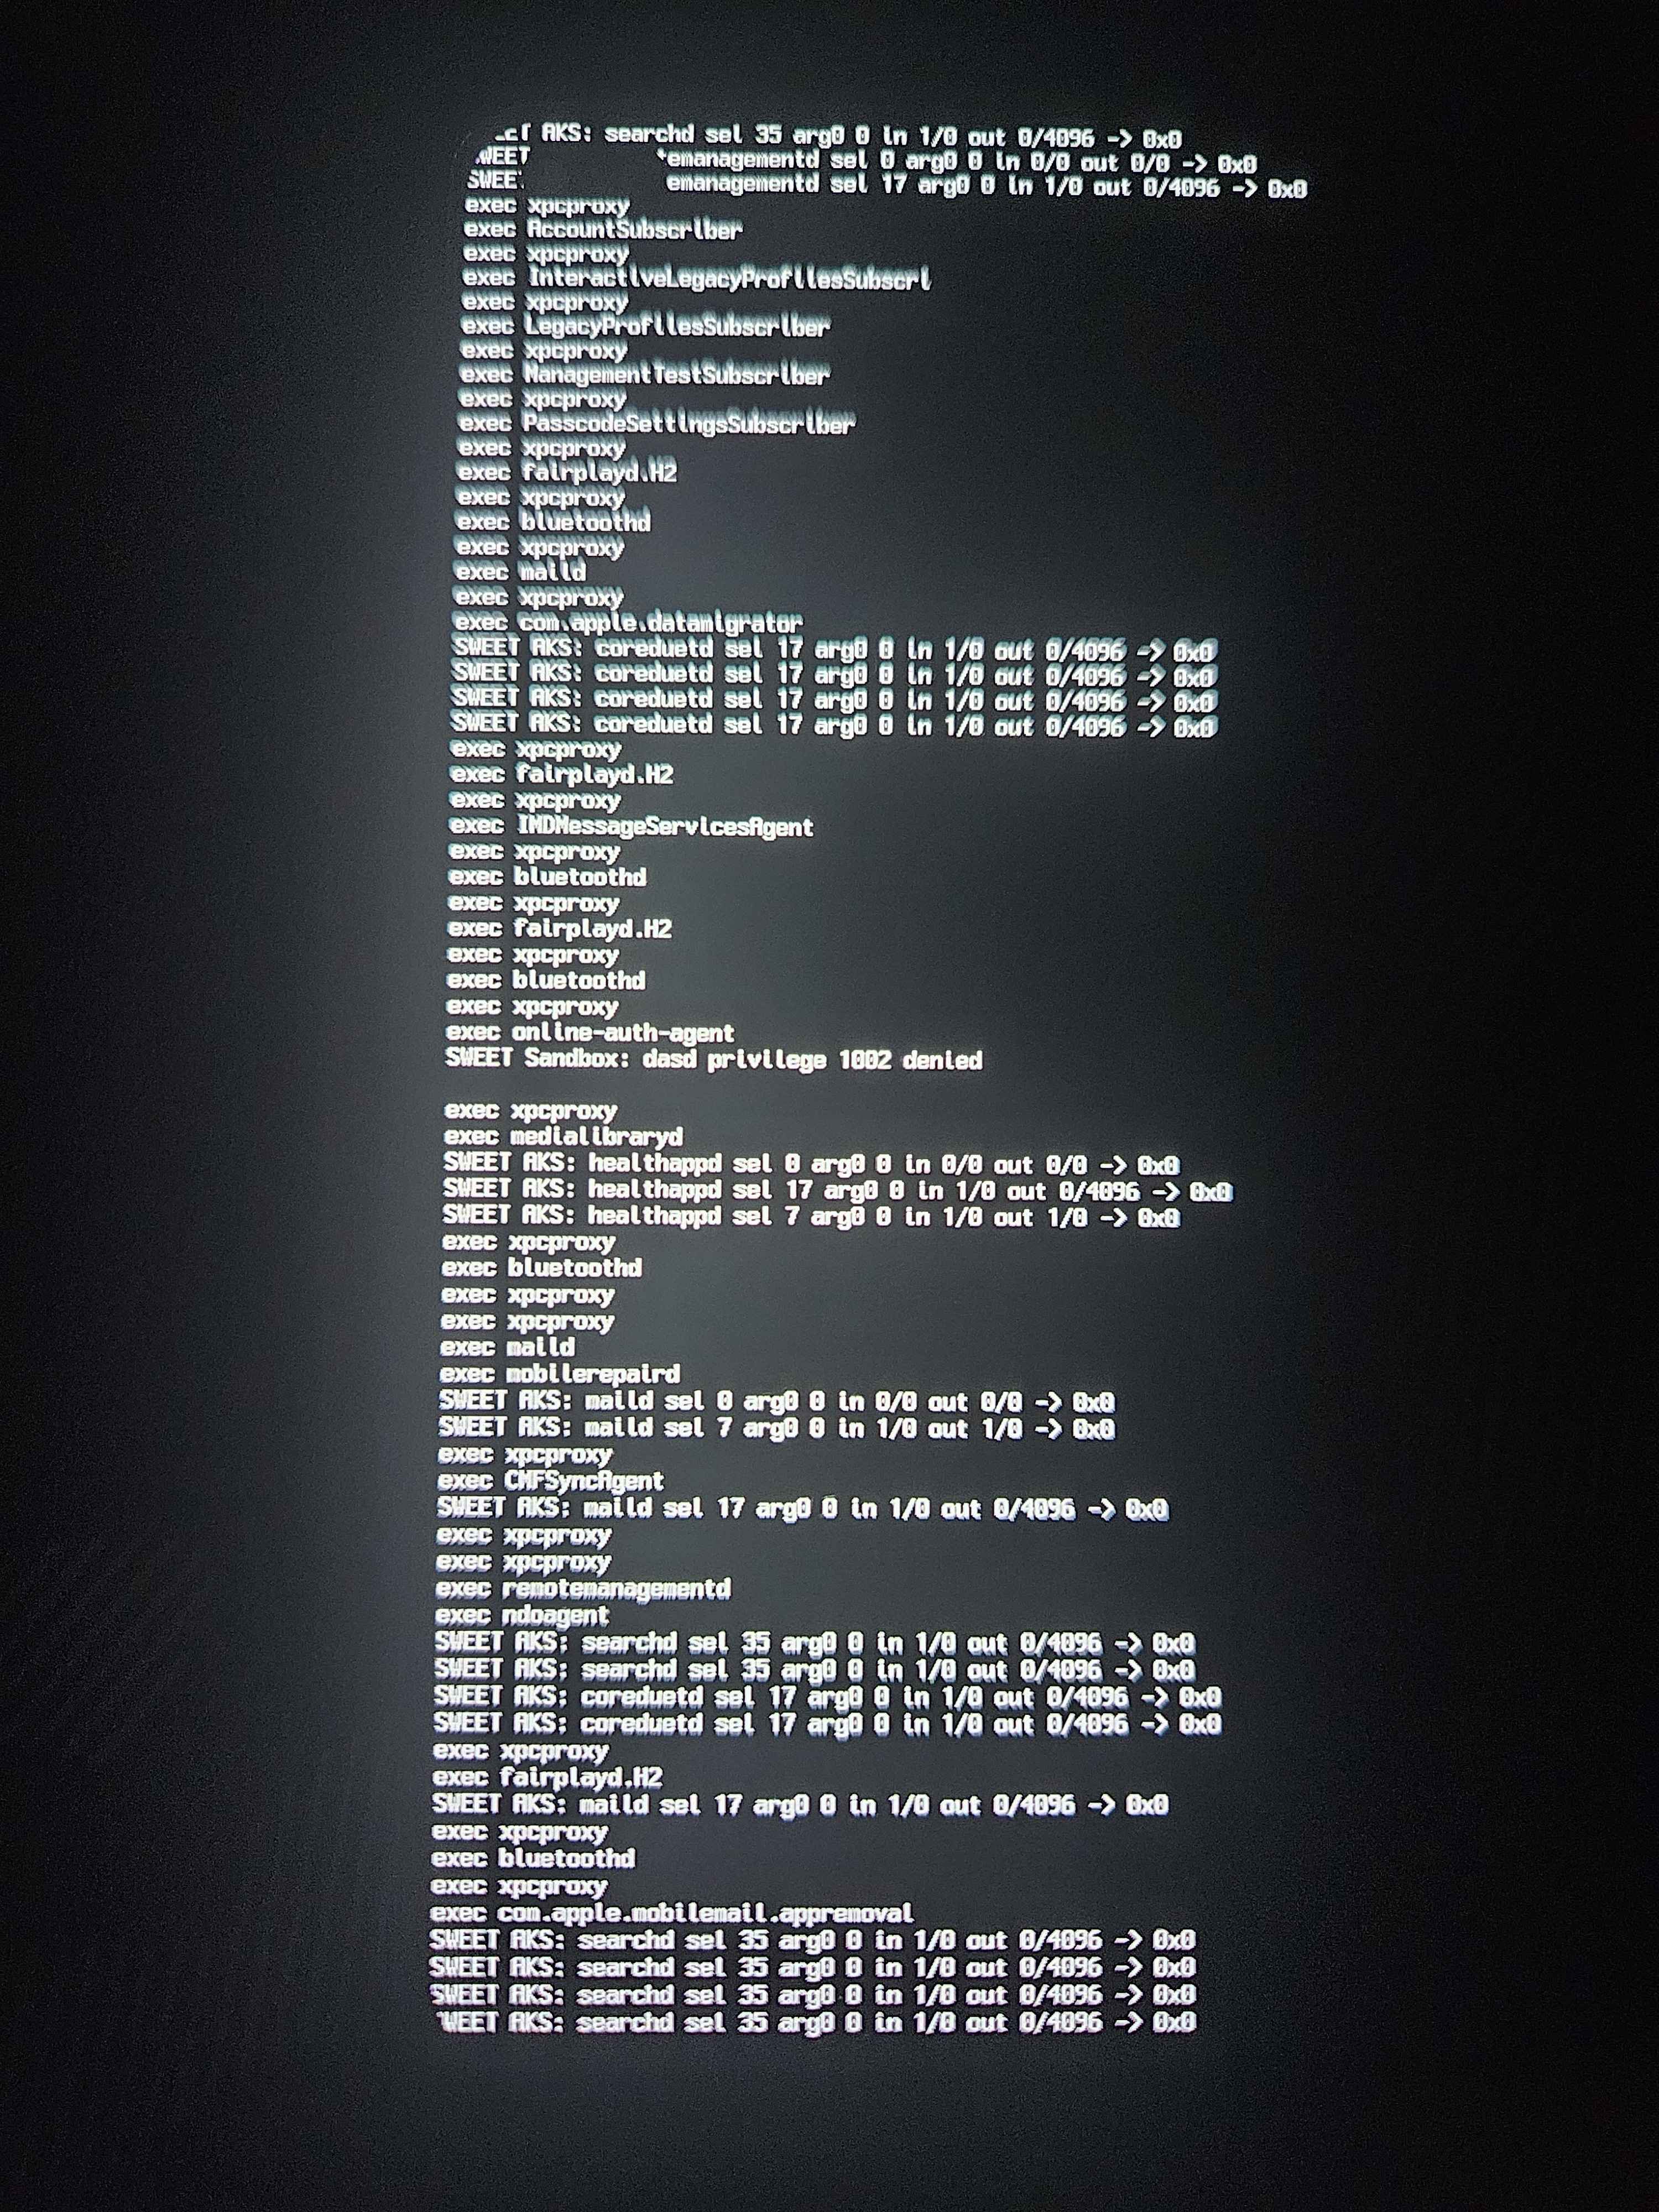 AKS: searchd sel 35 arg0 0 in 1/0 out 0/4096 -> 0x0
SWEET emanagementd sel 0 arg0 0 in 0/0 out 0/0 -> 0x0
SWEET emanagementd sel 17 arg0 0 in 1/0 out 0/4096 -> 0x0
exec xpcproxy
exec AccountSubscriber
exec xpcproxy
exec InteractiveLegacyProfilesSubscri
exec xpcproxy
exec LegacyProfilesSubscriber
exec xpcproxy
exec ManagementTestSubscriber
exec xpcproxy
exec PasscodeSettingsSubscriber
exec xpcproxy
exec fairplayd.H2
exec xpcproxy
exec bluetoothd
exec xpcproxy
exec maild
exec xpcproxy
exec com.apple.datamigrator
SWEET AKS: coreduetd sel 17 arg0 0 in 1/0 out 0/4096 -> 0x0
SWEET AKS: coreduetd sel 17 arg0 0 in 1/0 out 0/4096 -> 0x0
SWEET AKS: coreduetd sel 17 arg0 0 in 1/0 out 0/4096 -> 0x0
SWEET AKS: coreduetd sel 17 arg0 0 in 1/0 out 0/4096 -> 0x0
exec xpcproxy
exec fairplayd.H2
exec xpcproxy
exec IMDMessageServicesAgent
exec xpcproxy
exec bluetoothd
exec xpcproxy
exec fairplayd.H2
exec xpcproxy
exec bluetoothd
exec xpcproxy
exec online-auth-agent
SWEET Sandbox: dasd privilege 1002 denied
exec xpcproxy
exec medialibraryd
SWEET AKS: healthappd sel 0 arg0 0 in 0/0 out 0/0 -> 0x0
SWEET AKS: healthappd sel 17 arg0 0 in 1/0 out 0/4096 -> 0x0
SWEET AKS: healthappd sel 7 arg0 0 in 1/0 out 1/0 -> 0x0
exec xpcproxy
exec bluetoothd
exec xpcproxy
exec xpcproxy
exec maild
exec mobilerepaird
SWEET AKS: maild sel 0 arg0 0 in 0/0 out 0/0 -> 0x0
SWEET AKS: maild sel 7 arg0 0 in 1/0 out 1/0 -> 0x0
exec xpcproxy
exec CMFSyncAgent
SWEET AKS: maild sel 17 arg0 0 in 1/0 out 0/4096 -> 0x0
exec xpcproxy
exec xpcproxy
exec remotemanagementd
exec ndoagent
SWEET AKS: searchd sel 35 arg0 0 in 1/0 out 0/4096 -> 0x0
SWEET AKS: searchd sel 35 arg0 0 in 1/0 out 0/4096 -> 0x0
SWEET AKS: coreduetd sel 17 arg0 0 in 1/0 out 0/4096 -> 0x0
SWEET AKS: coreduetd sel 17 arg0 0 in 1/0 out 0/4096 -> 0x0
exec xpcproxy
exec fairplayd.H2
SWEET AKS: maild sel 17 arg0 0 in 1/0 out 0/4096 -> 0x0
exec xpcproxy
exec bluetoothd
exec xpcproxy
exec com.apple.mobilemail.appremoval
SWEET AKS: searchd sel 35 arg0 0 in 1/0 out 0/4096 -> 0x0
SWEET AKS: searchd sel 35 arg0 0 in 1/0 out 0/4096 -> 0x0
SWEET AKS: searchd sel 35 arg0 0 in 1/0 out 0/4096 -> 0x0
WEET AKS: searchd sel 35 arg0 0 in 1/0 out 0/4096 -> 0x0